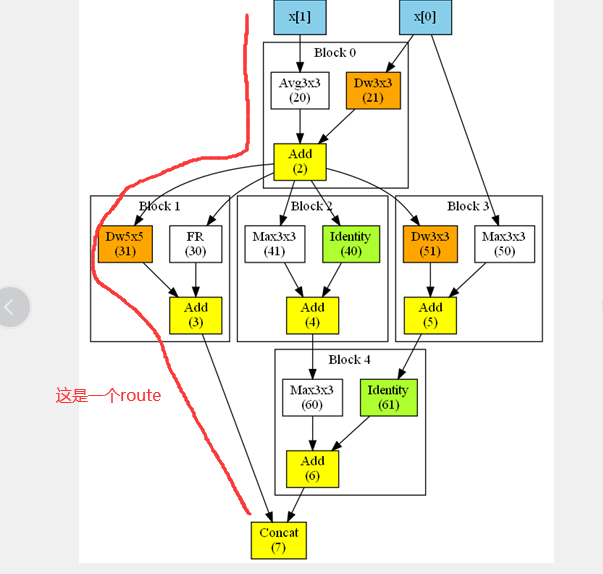 x[1]
x[0]
Block 0
Avg3x3
(20)
Dw3x3
(21)
Add
(2)
Block 1
Block 2
Block 3
Dw5x5
(31)
FR
(30)
Max3x3
(41)
Identity
(40)
Dw3x3
(51)
Max3x3
(50)
Add
(3)
Add
(4)
Add
(5)
Block 4
Max3x3
(60)
Identity
(61)
这是一个route
Add
(6)
Concat
(7)